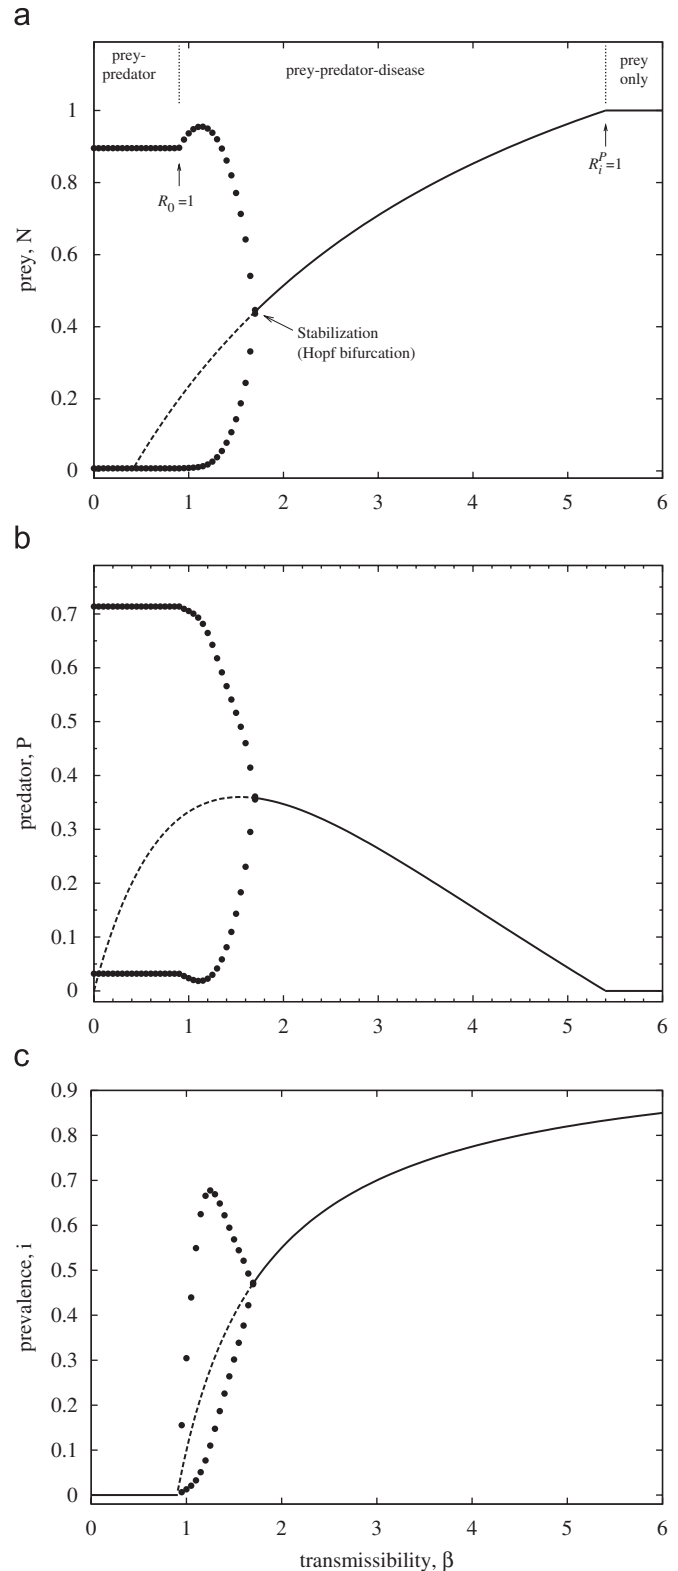 a
prey-
predator
prey-predator-disease
prey
only
1
0.8
0.6
0.4
0.2
0
prey, N
R0=1
RiP=1
Stabilization
(Hopf bifurcation)
0 1 2 3 4 5 6
b
0.7
0.6
0.5
0.4
0.3
0.2
0.1
0
predator, P
0 1 2 3 4 5 6
c
0.9
0.8
0.7
0.6
0.5
0.4
0.3
0.2
0.1
0
prevalence, i
0 1 2 3 4 5 6
transmissibility, β